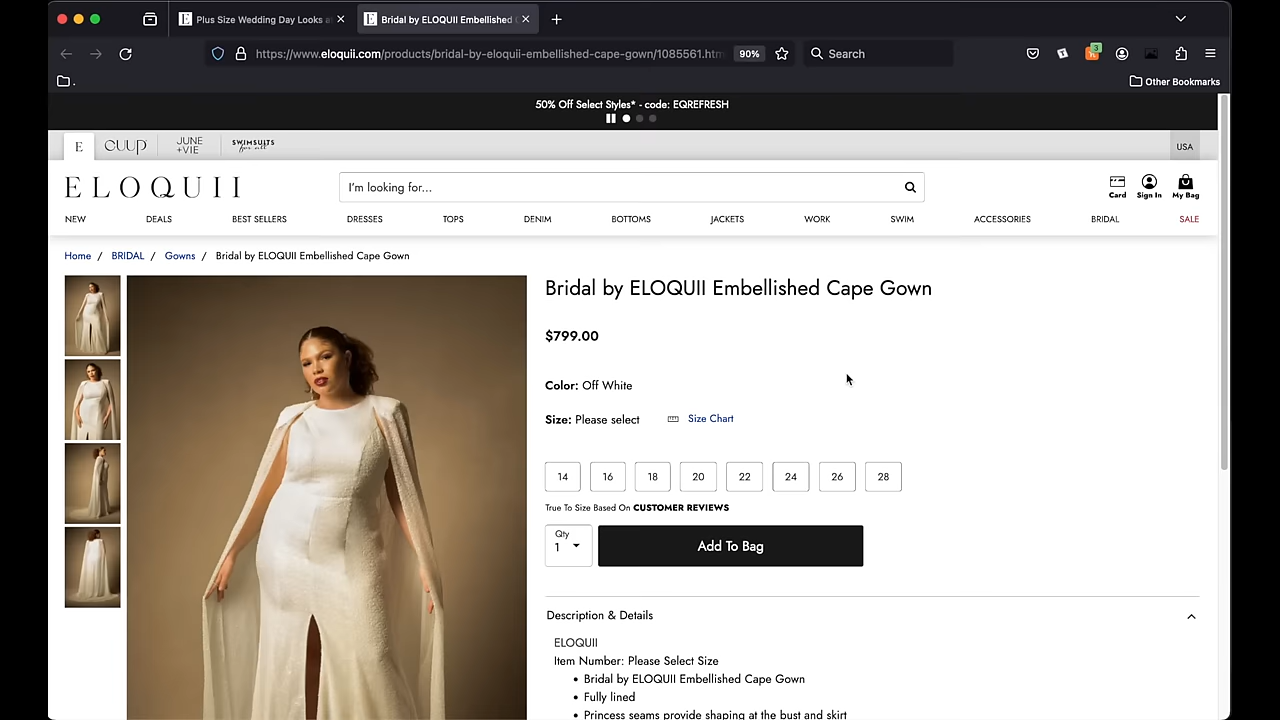 Plus Size Wedding Day Looks a
Bridal by ELOQUII Embellished
https://www.eloquii.com/products/bridal-by-eloquii-embellished-cape-gown/1085561.htm
90%
Search
3
.
Other Bookmarks
50% Off Select Styles* - code: EQREFRESH
E
CUUP
JUNE
+VIE
SWIMSUITS
for all
USA
ELOQUII
I'm looking for...
Card
Sign In
My Bag
NEW
DEALS
BEST SELLERS
DRESSES
TOPS
DENIM
BOTTOMS
JACKETS
WORK
SWIM
ACCESSORIES
BRIDAL
SALE
Home / BRIDAL / Gowns / Bridal by ELOQUII Embellished Cape Gown
Bridal by ELOQUII Embellished Cape Gown
$799.00
Color: Off White
Size: Please select
Size Chart
14 16 18 20 22 24 26 28
True To Size Based On CUSTOMER REVIEWS
Qty
1
Add To Bag
Description & Details
ELOQUII
Item Number: Please Select Size
• Bridal by ELOQUII Embellished Cape Gown
• Fully lined
• Princess seams provide shaping at the bust and skirt